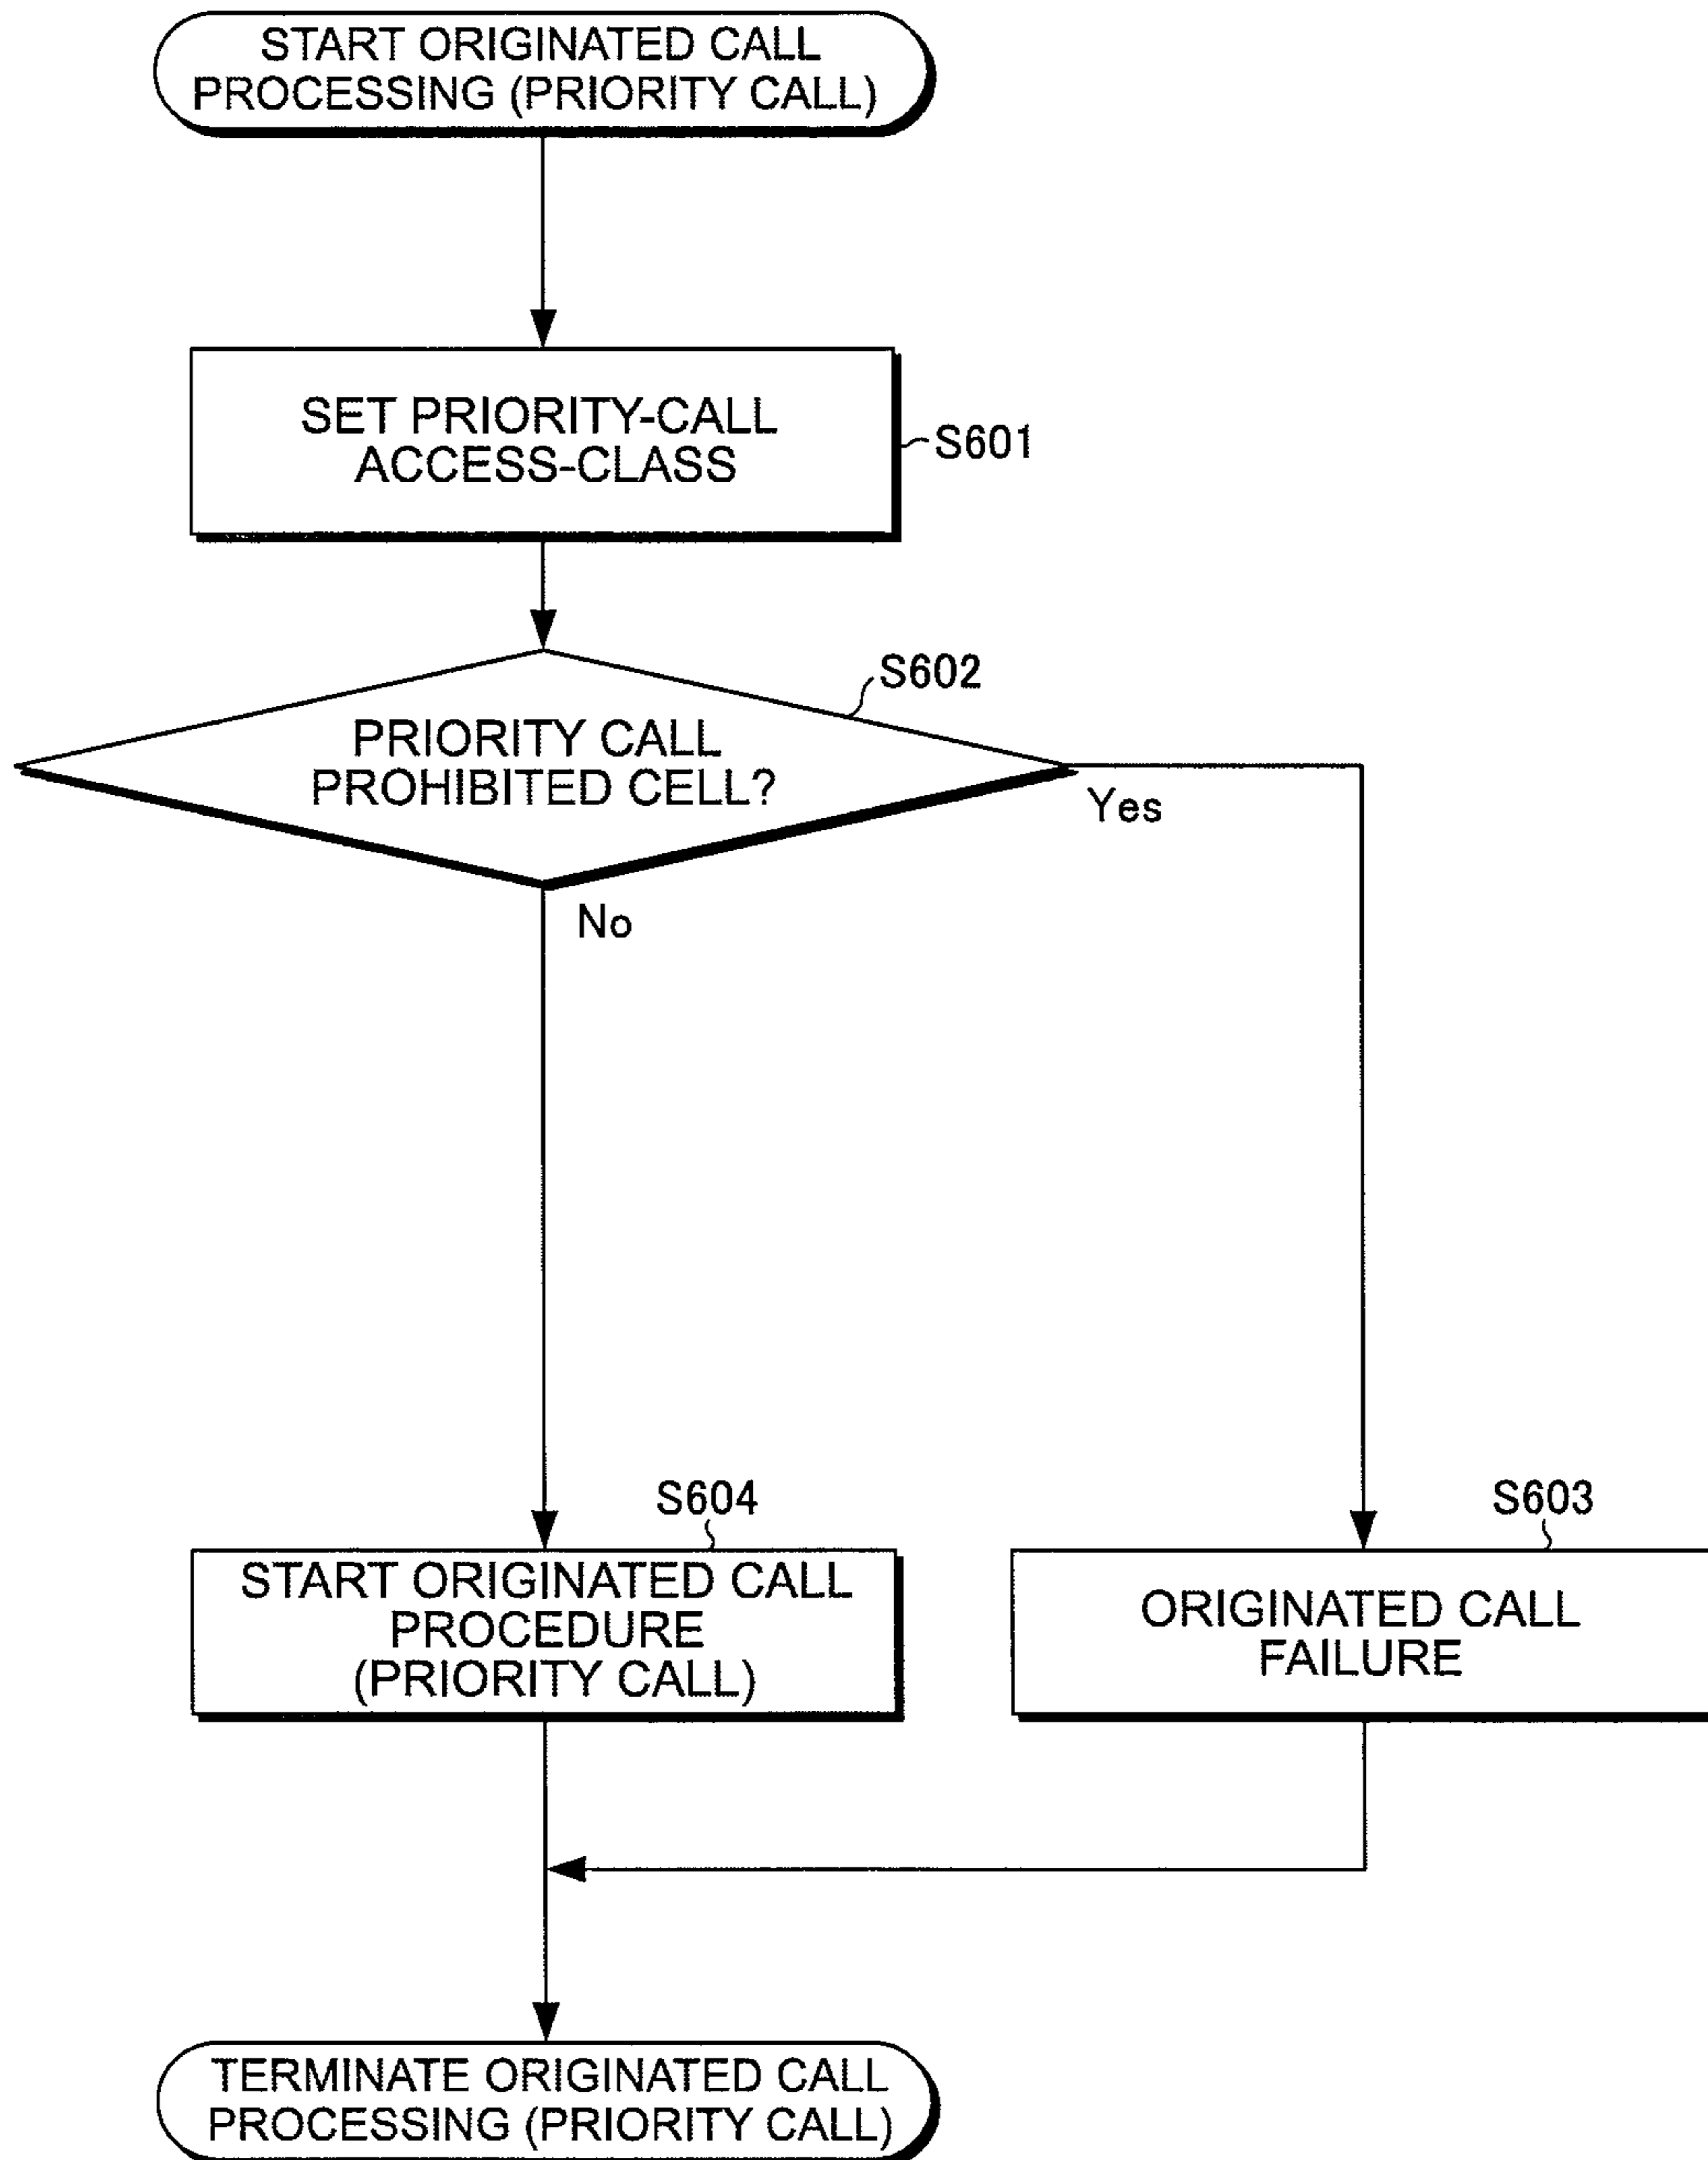 START ORIGINATED CALL
PROCESSING (PRIORITY CALL)
SET PRIORITY-CALL
ACCESS-CLASS
S601
S602
PRIORITY CALL
PROHIBITED CELL?
Yes
No
S604
START ORIGINATED CALL
PROCEDURE
(PRIORITY CALL)
S603
ORIGINATED CALL
FAILURE
TERMINATE ORIGINATED CALL
PROCESSING (PRIORITY CALL)